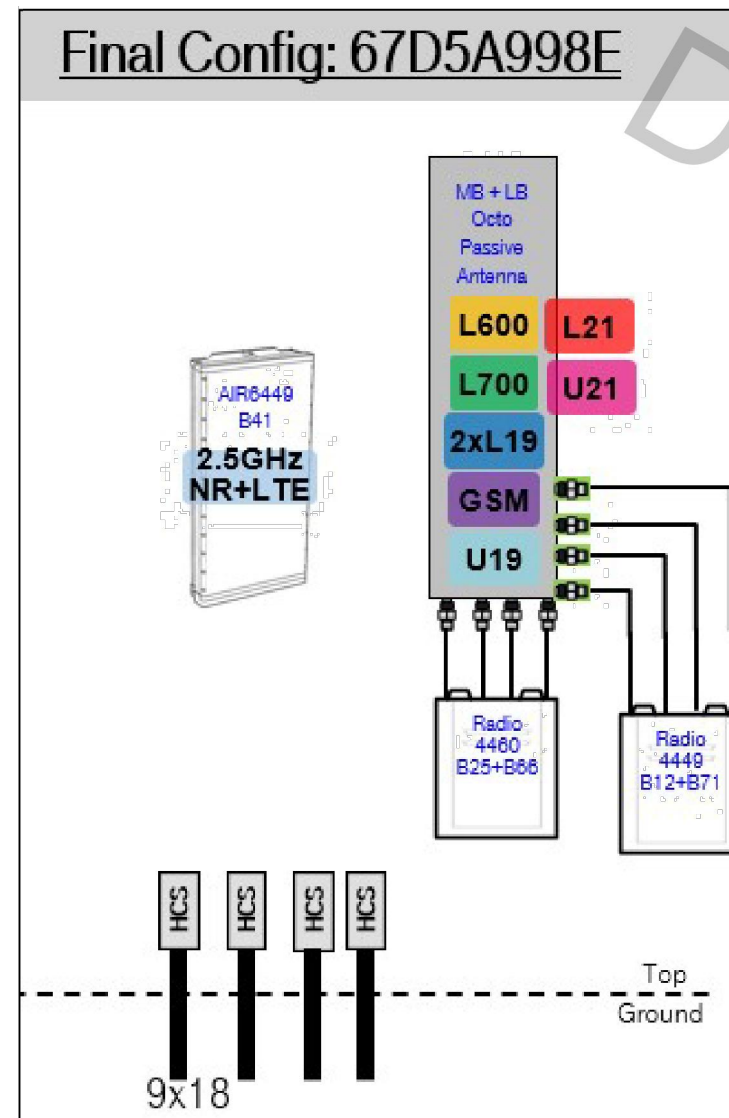 Final Config: 67D5A998E
MB + LB
Octo
Passive
Antenna
L600
L21
L700
U21
2xL19
GSM
U19
AIR6449
B41
2.5GHz
NR+LTE
Radio
4460
B25+B66
Radio
4449
B12+B71
HCS
HCS
HCS
HCS
Top
Ground
9x18